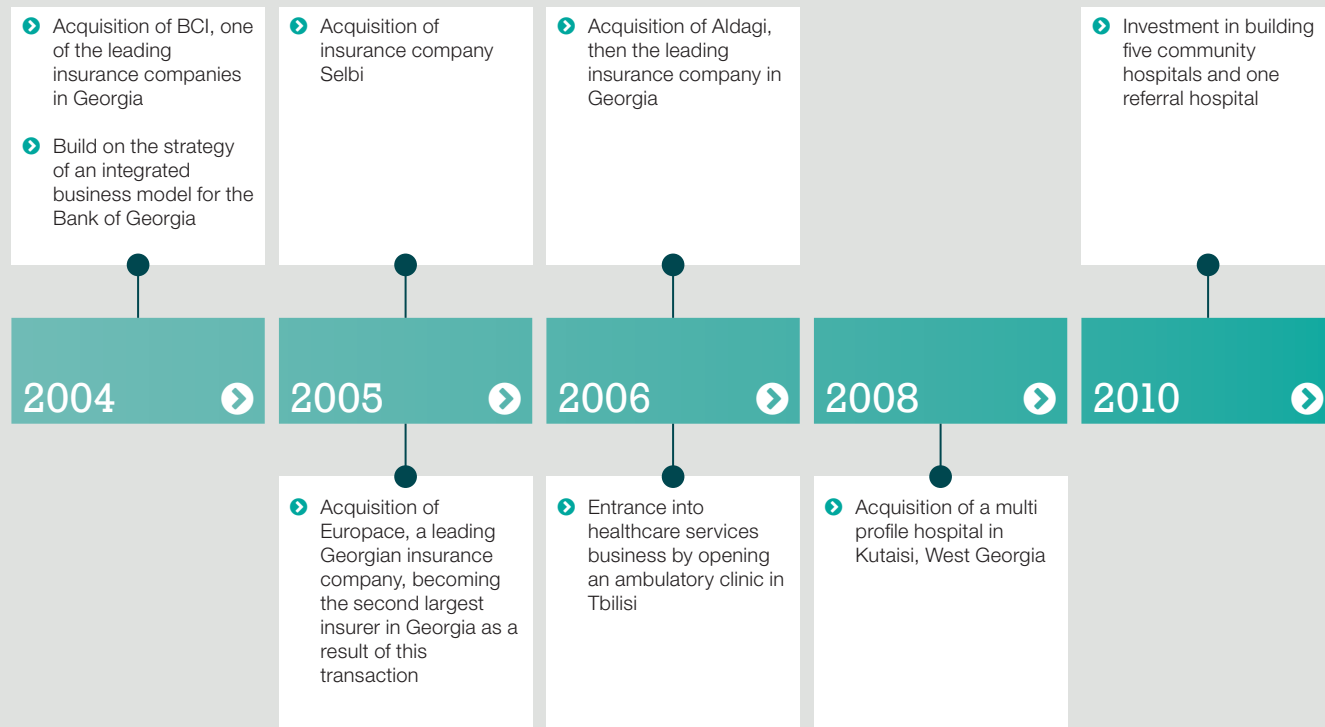 Acquisition of BCI, one
of the leading
insurance companies
in Georgia
Build on the strategy
of an integrated
business model for the
Bank of Georgia
Acquisition of
insurance company
Selbi
Acquisition of Aldagi,
then the leading
insurance company in
Georgia
Investment in building
five community
hospitals and one
referral hospital
2004
2005
2006
2008
2010
Acquisition of
Europace, a leading
Georgian insurance
company, becoming
the second largest
insurer in Georgia as a
result of this
transaction
Entrance into
healthcare services
business by opening
an ambulatory clinic in
Tbilisi
Acquisition of a multi
profile hospital in
Kutaisi, West Georgia